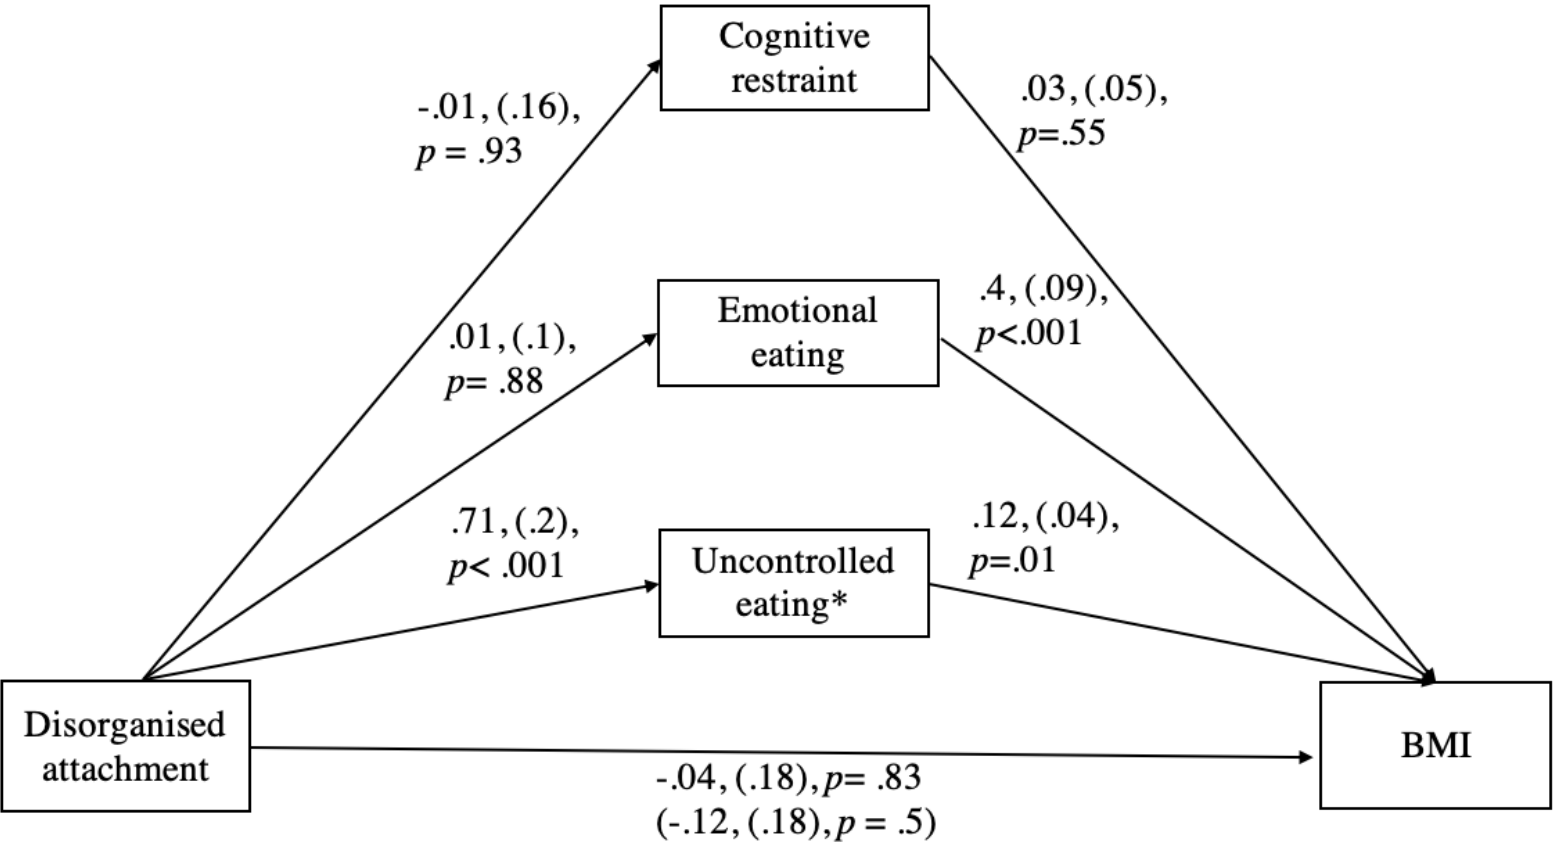 Cognitive
restraint
-.01, (.16),
p = .93
.03, (.05),
p=.55
Emotional
eating
.01, (.1),
p= .88
.4, (.09),
p<.001
Uncontrolled
eating*
.71, (.2),
p< .001
.12, (.04),
p=.01
Disorganised
attachment
BMI
-.04, (.18), p= .83
(-.12, (.18), p = .5)